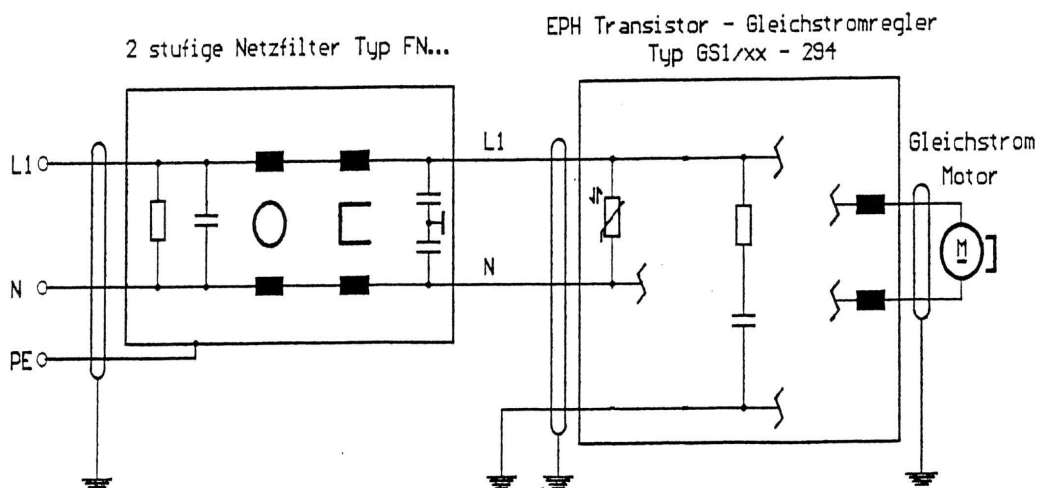 2 stufige Netzfilter Typ FN...
EPH Transistor - Gleichstromregler
Typ GS1/xx - 294
L1
L1
Gleichstrom
Motor
M
N
N
PE